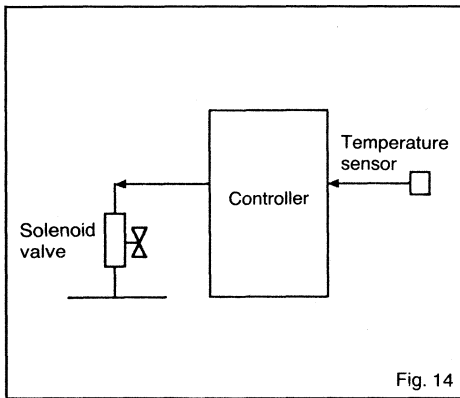 Temperature
sensor
Controller
Solenoid
valve
Fig. 14